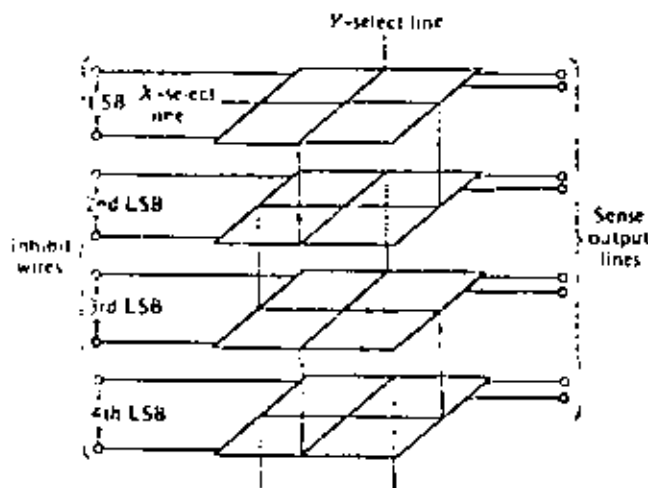 Y-select line
LSB X-select
line
2nd LSB
inhibit
wires
Sense
output
lines
3rd LSB
4th LSB